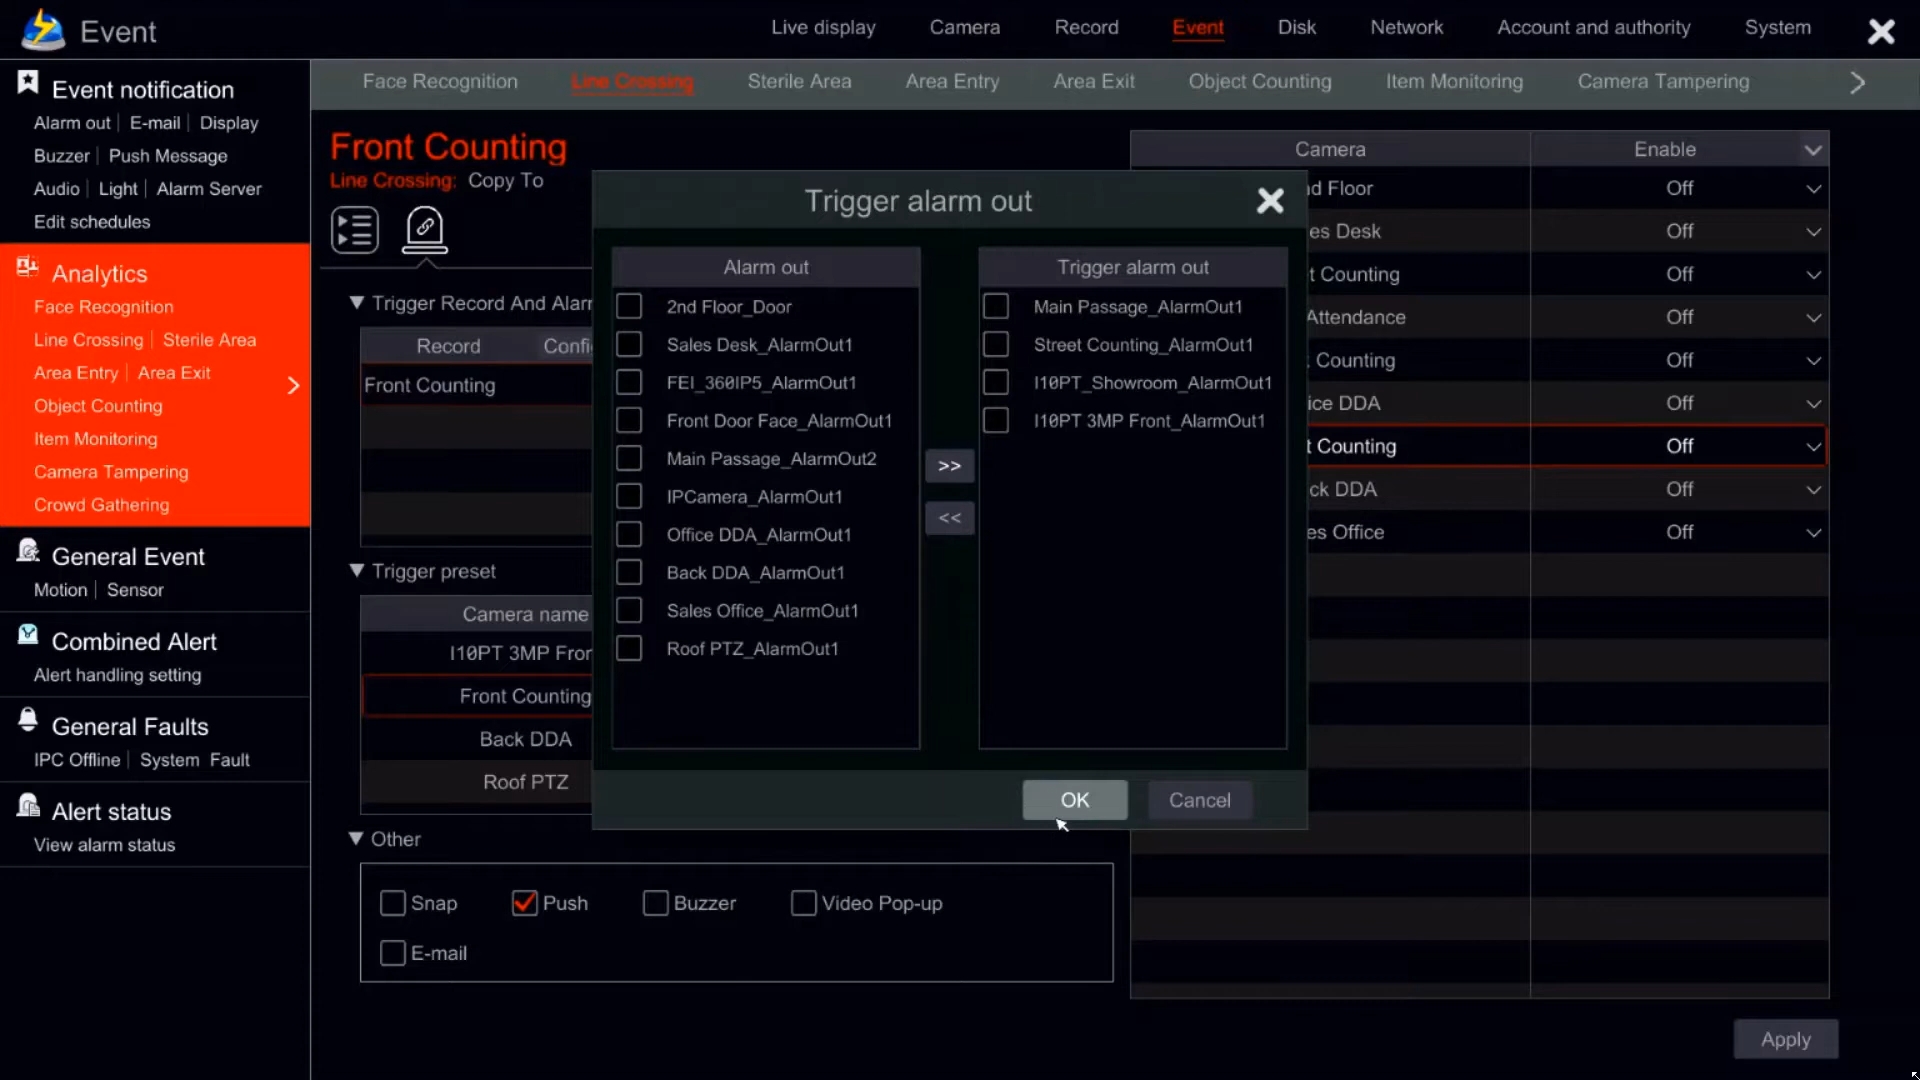 Event
Live display Camera Record Event Disk Network Account and authority System
Event notification
Alarm out | E-mail | Display
Buzzer | Push Message
Audio | Light | Alarm Server
Edit schedules
Analytics
Face Recognition
Line Crossing | Sterile Area
Area Entry | Area Exit
Object Counting
Item Monitoring
Camera Tampering
Crowd Gathering
General Event
Motion | Sensor
Combined Alert
Alert handling setting
General Faults
IPC Offline | System Fault
Alert status
View alarm status
Face Recognition Line Crossing Sterile Area Area Entry Area Exit Object Counting Item Monitoring Camera Tampering
Front Counting
Line Crossing: Copy To
Trigger Record And Alarm
Record Confi
Front Counting
Trigger preset
Camera name
I10PT 3MP Fron
Front Counting
Back DDA
Roof PTZ
Other
Snap Push Buzzer Video Pop-up
E-mail
Trigger alarm out
Alarm out
2nd Floor_Door
Sales Desk_AlarmOut1
FEI_360IP5_AlarmOut1
Front Door Face_AlarmOut1
Main Passage_AlarmOut2
IPCamera_AlarmOut1
Office DDA_AlarmOut1
Back DDA_AlarmOut1
Sales Office_AlarmOut1
Roof PTZ_AlarmOut1
>>
<<
Trigger alarm out
Main Passage_AlarmOut1
Street Counting_AlarmOut1
I10PT_Showroom_AlarmOut1
I10PT 3MP Front_AlarmOut1
OK Cancel
Camera Enable
nd Floor Off
es Desk Off
t Counting Off
Attendance Off
Counting Off
ice DDA Off
t Counting Off
ck DDA Off
es Office Off
Apply